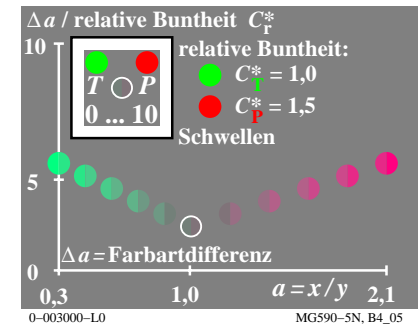 Δa / relative Buntheit C*r
10
relative Buntheit:
T P
C*T = 1,0
0 ... 10
C*P = 1,5
Schwellen
5
Δa = Farbartdifferenz
0
a = x/y
0,3 1,0 2,1
0-003000-L0 MG590-5N, B4_05